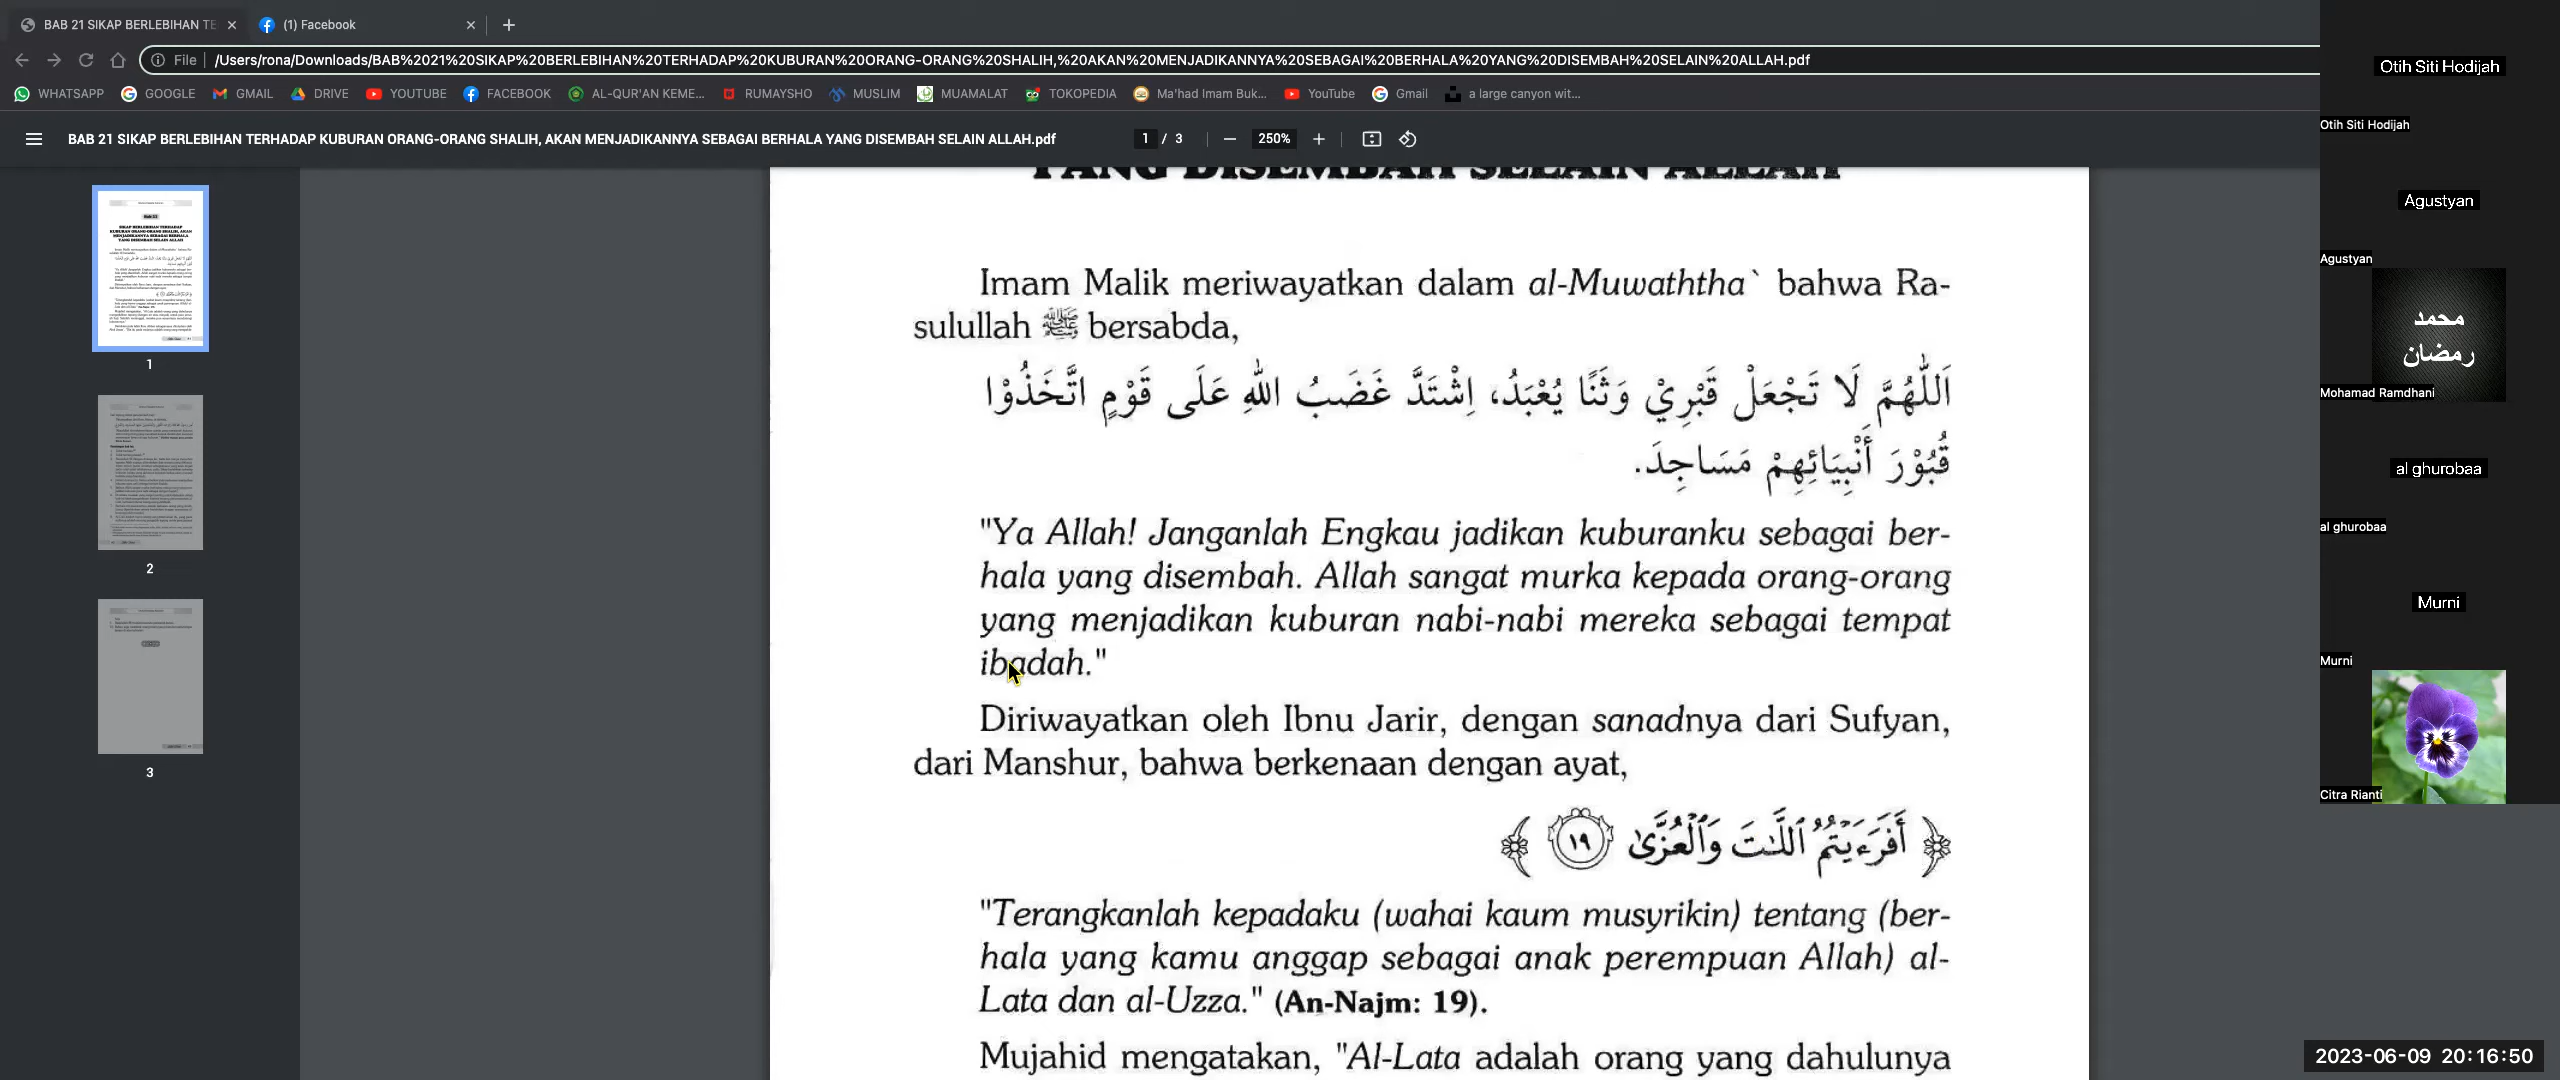 BAB 21 SIKAP BERLEBIHAN TE
(1) Facebook
File
/Users/rona/Downloads/BAB%2021%20SIKAP%20BERLEBIHAN%20TERHADAP%20KUBURAN%20ORANG-ORANG%20SHALIH,%20AKAN%20MENJADIKANNYA%20SEBAGAI%20BERHALA%20YANG%20DISEMBAH%20SELAIN%20ALLAH.pdf
WHATSAPP GOOGLE GMAIL DRIVE YOUTUBE FACEBOOK AL-QUR'AN KEME... RUMAYSHO MUSLIM MUAMALAT TOKOPEDIA Ma'had Imam Buk... YouTube Gmail a large canyon wit...
BAB 21 SIKAP BERLEBIHAN TERHADAP KUBURAN ORANG-ORANG SHALIH, AKAN MENJADIKANNYA SEBAGAI BERHALA YANG DISEMBAH SELAIN ALLAH.pdf
1 / 3
250%
1
2
3
YANG DISEMBAH SELAIN ALLAH
Imam Malik meriwayatkan dalam al-Muwaththa` bahwa Ra-
sulullah ﷺ bersabda,
اَللّٰهُمَّ لَا تَجْعَلْ قَبْرِيْ وَثَنًا يُعْبَدُ، اِشْتَدَّ غَضَبُ اللهِ عَلَى قَوْمٍ اتَّخَذُوْا
قُبُوْرَ أَنْبِيَائِهِمْ مَسَاجِدَ.
"Ya Allah! Janganlah Engkau jadikan kuburanku sebagai ber-
hala yang disembah. Allah sangat murka kepada orang-orang
yang menjadikan kuburan nabi-nabi mereka sebagai tempat
ibadah."
Diriwayatkan oleh Ibnu Jarir, dengan sanadnya dari Sufyan,
dari Manshur, bahwa berkenaan dengan ayat,
﴿ أَفَرَءَيْتُمُ ٱللَّٰتَ وَٱلْعُزَّىٰ ١٩ ﴾
"Terangkanlah kepadaku (wahai kaum musyrikin) tentang (ber-
hala yang kamu anggap sebagai anak perempuan Allah) al-
Lata dan al-Uzza." (An-Najm: 19).
Mujahid mengatakan, "Al-Lata adalah orang yang dahulunya
Otih Siti Hodijah
Otih Siti Hodijah
Agustyan
Agustyan
محمد
رمضان
Mohamad Ramdhani
al ghurobaa
al ghurobaa
Murni
Murni
Citra Rianti
2023-06-09 20:16:50